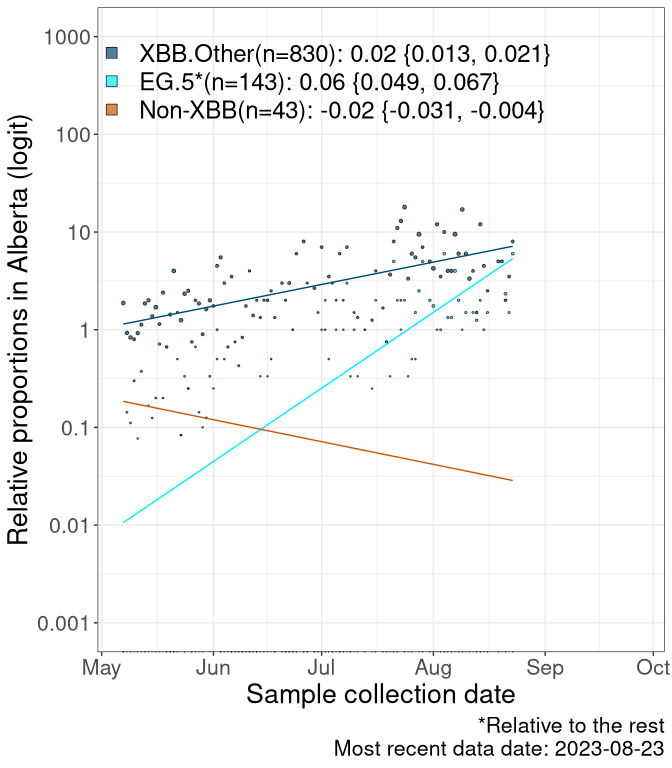 1000
100
10
1
0.1
0.01
0.001
Relative proportions in Alberta (logit)
XBB.Other(n=830): 0.02 {0.013, 0.021}
EG.5*(n=143): 0.06 {0.049, 0.067}
Non-XBB(n=43): -0.02 {-0.031, -0.004}
May Jun Jul Aug Sep Oct
Sample collection date
*Relative to the rest
Most recent data date: 2023-08-23